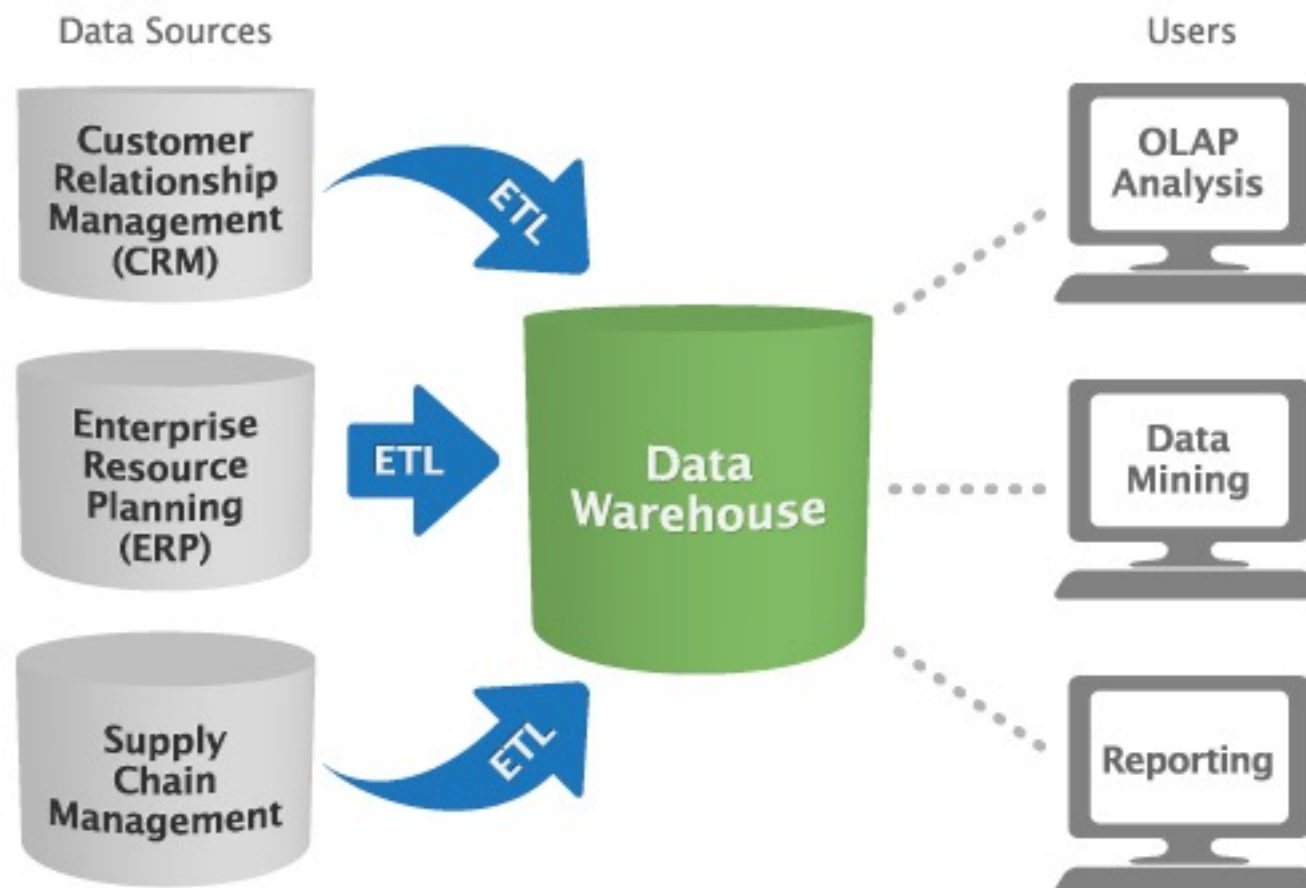 Data Sources
Users
Customer
Relationship
Management
(CRM)
ETL
OLAP
Analysis
Enterprise
Resource
Planning
(ERP)
ETL
Data
Warehouse
Data
Mining
Supply
Chain
Management
ETL
Reporting